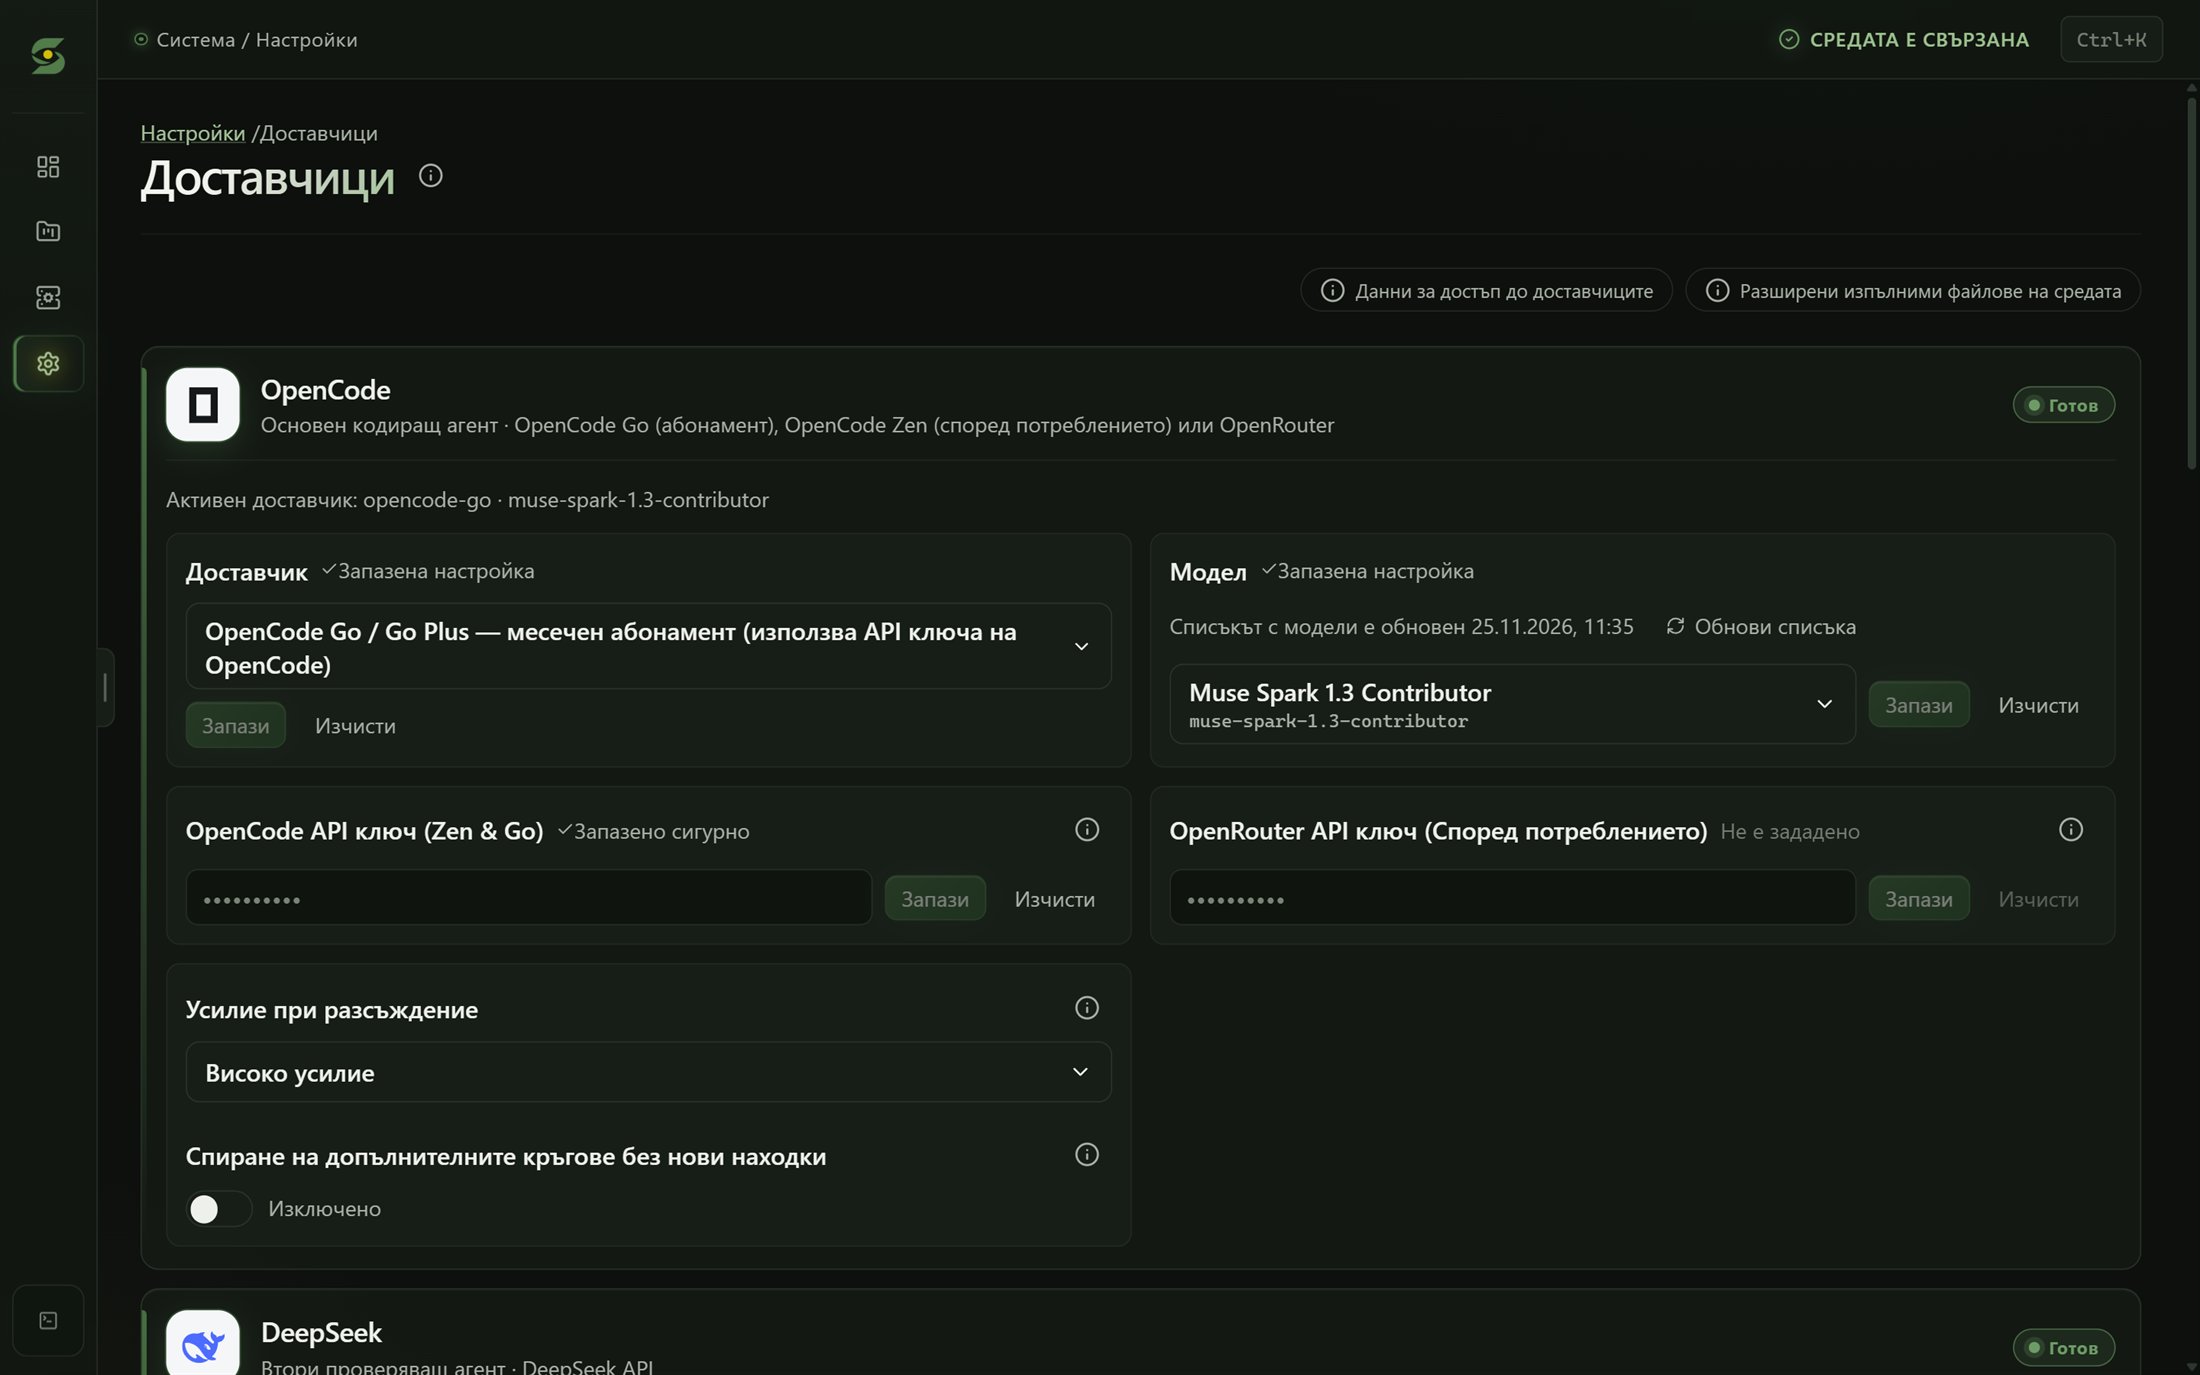 Система / Настройки
СРЕДАТА Е СВЪРЗАНА
Ctrl+K
Настройки /Доставчици
Доставчици
Данни за достъп до доставчиците
Разширени изпълними файлове на средата
OpenCode
Основен кодиращ агент · OpenCode Go (абонамент), OpenCode Zen (според потреблението) или OpenRouter
Готов
Активен доставчик: opencode-go · muse-spark-1.3-contributor
Доставчик Запазена настройка
OpenCode Go / Go Plus — месечен абонамент (използва API ключа на
OpenCode)
Запази Изчисти
Модел Запазена настройка
Списъкът с модели е обновен 25.11.2026, 11:35 Обнови списъка
Muse Spark 1.3 Contributor
muse-spark-1.3-contributor
Запази Изчисти
OpenCode API ключ (Zen & Go) Запазено сигурно
••••••••••
Запази Изчисти
OpenRouter API ключ (Според потреблението) Не е зададено
••••••••••
Запази Изчисти
Усилие при разсъждение
Високо усилие
Спиране на допълнителните кръгове без нови находки
Изключено
DeepSeek
Втори проверяващ агент · DeepSeek API
Готов